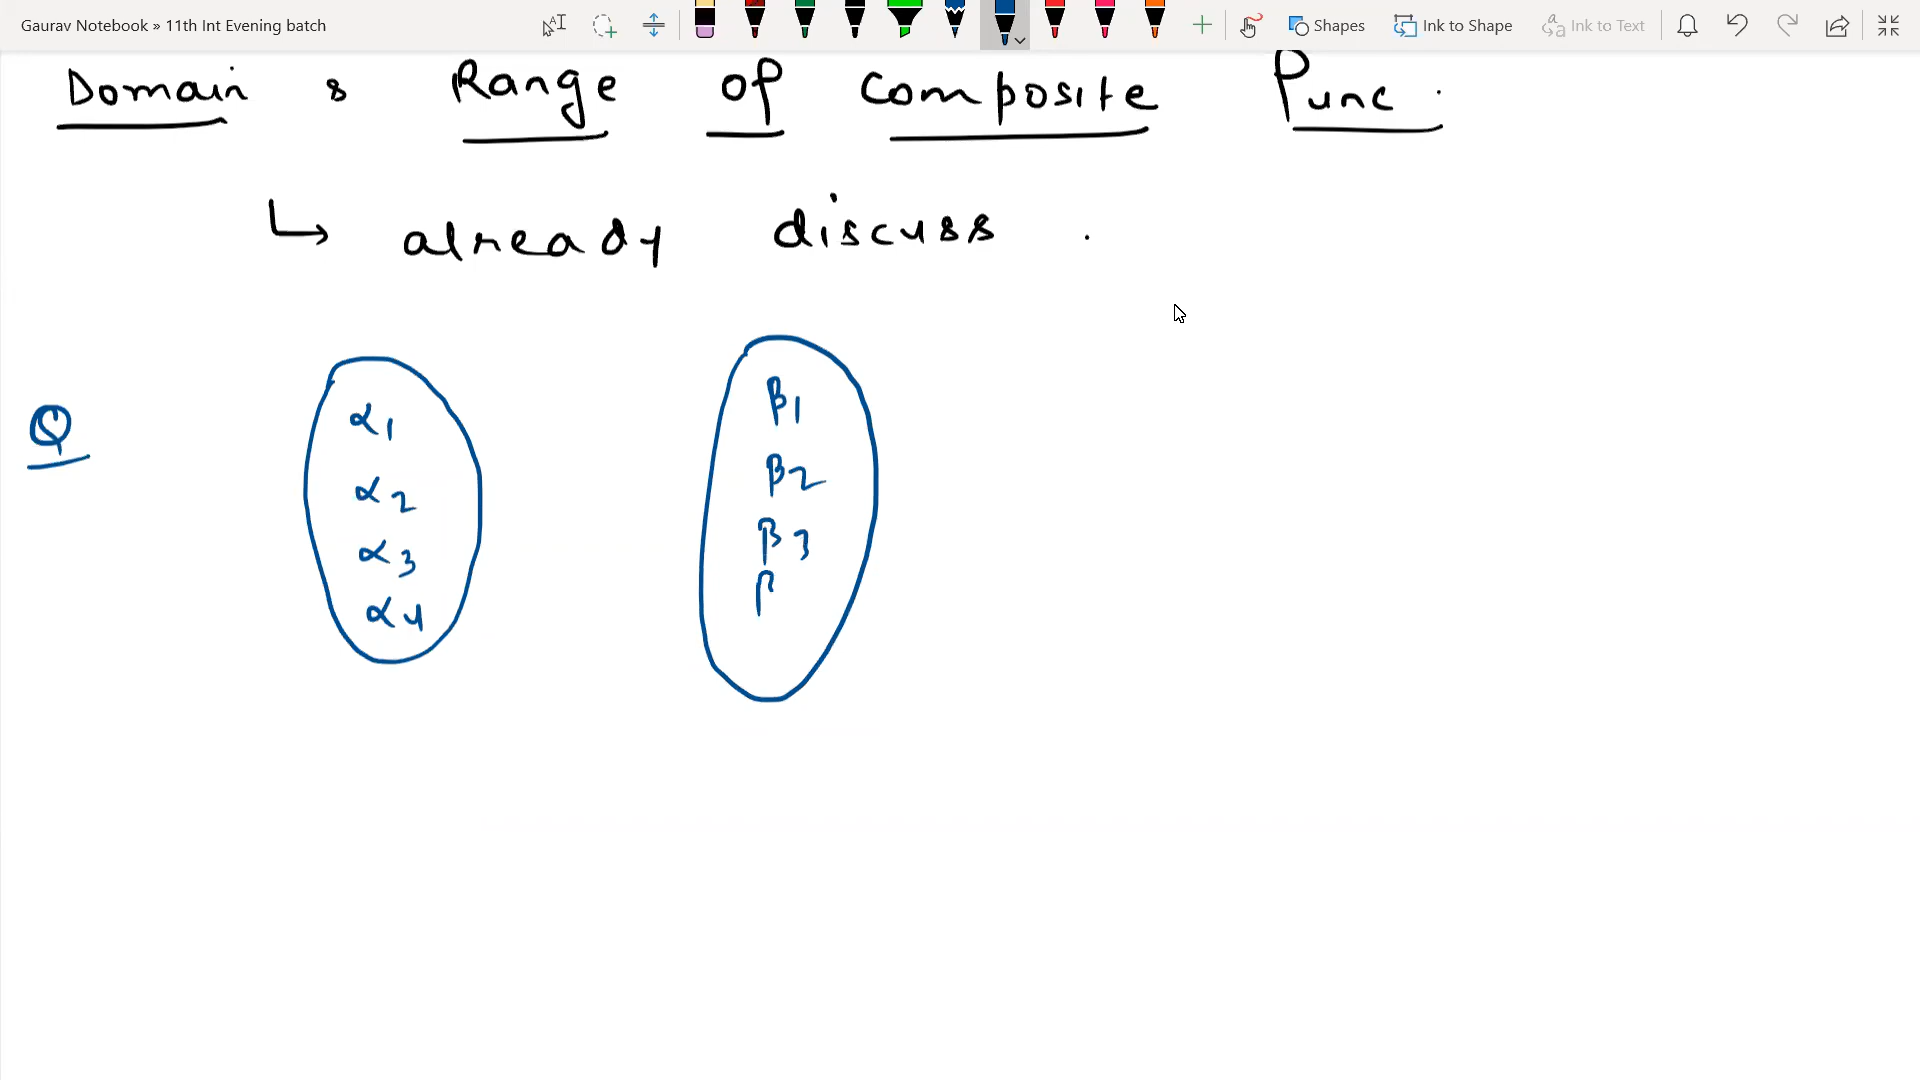 Gaurav Notebook » 11th Int Evening batch
Shapes
Ink to Shape
Ink to Text
Domain & Range of Composite Func.
↳ already discuss.
Q
α1
α2
α3
α4
β1
β2
β3
β